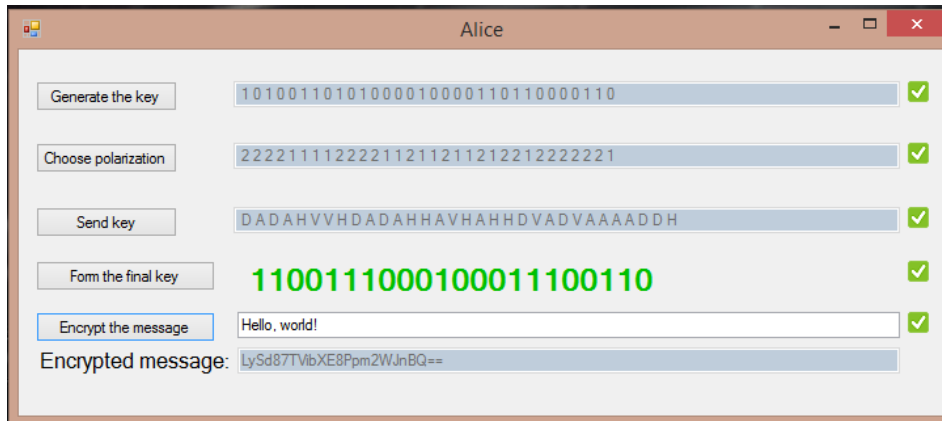 Alice
Generate the key 1 0 1 0 0 1 1 0 1 0 1 0 0 0 0 1 0 0 0 0 1 1 0 1 1 0 0 0 0 1 1 0
Choose polarization 2 2 2 2 1 1 1 1 2 2 2 2 1 1 2 1 1 2 1 1 2 1 2 2 1 2 2 2 2 2 2 1
Send key D A D A H V V H D A D A H H A V H A H H D V A D V A A A A D D H
Form the final key 1100111000100011100110
Encrypt the message Hello, world!
Encrypted message: LySd87TVibXE8Ppm2WJnBQ==